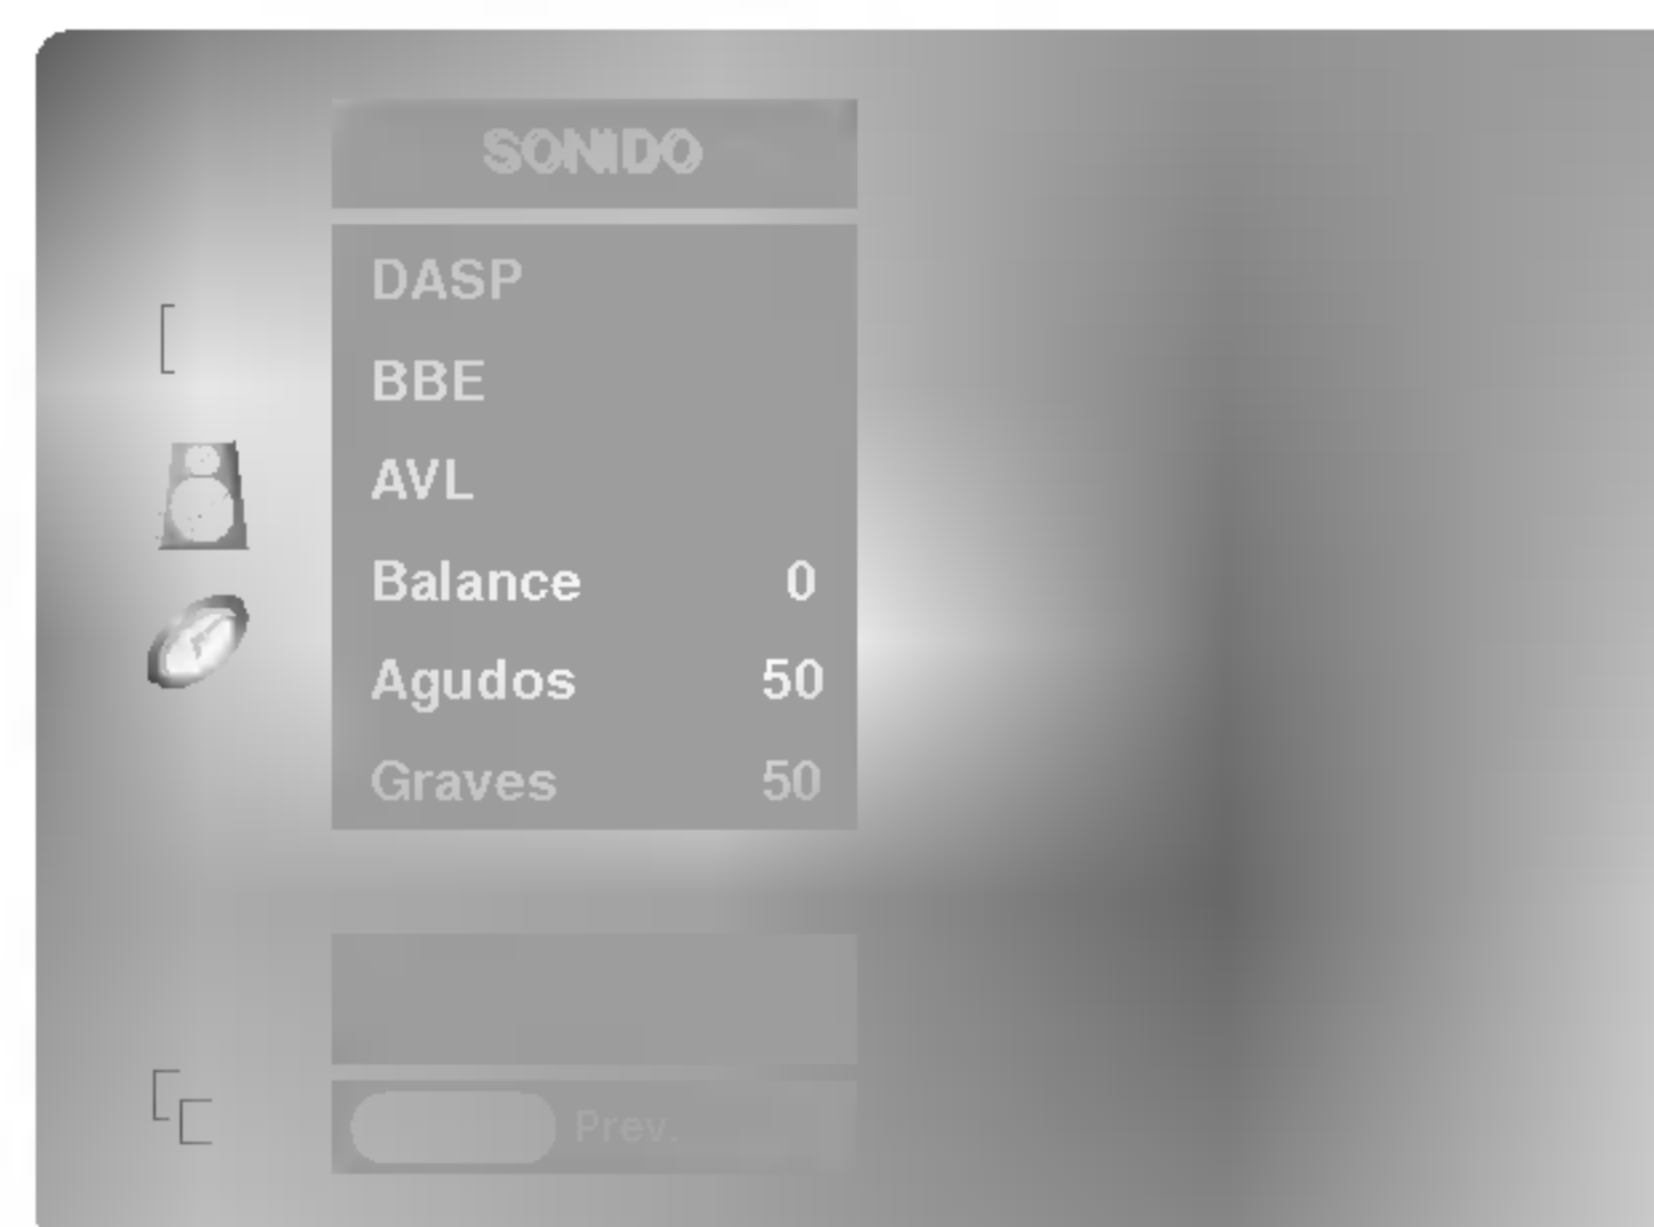 SONIDO
DASP
BBE
AVL
Balance 0
Agudos 50
Graves 50
Prev.